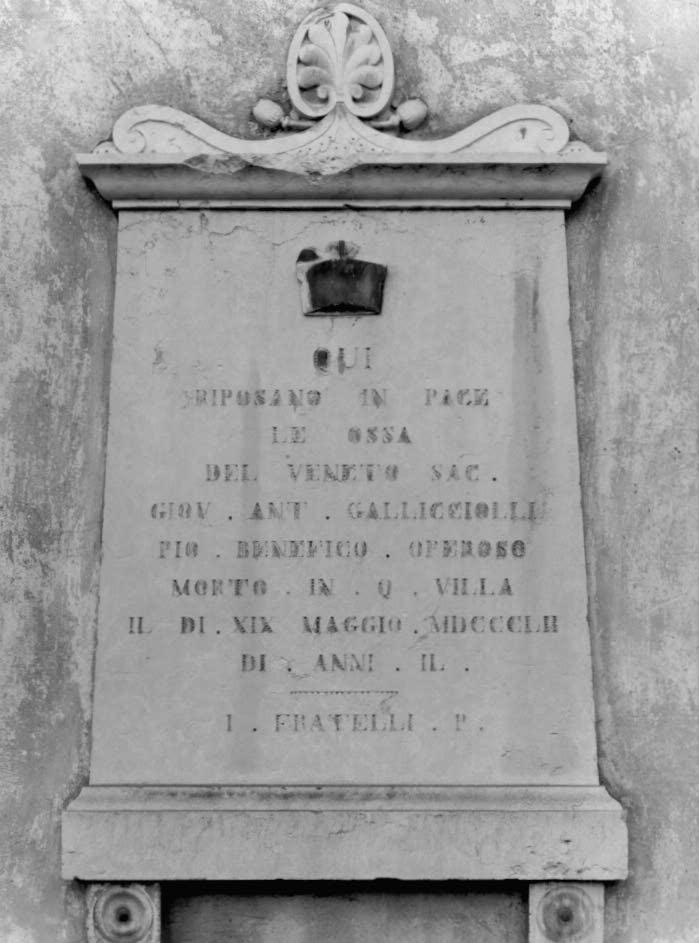 QUI
RIPOSANO IN PACE
LE OSSA
DEL VENETO SAC.
GIOV . ANT . GALLICCIOLLI
PIO . BENEFICO . OPEROSO
MORTO . IN . Q . VILLA
IL DI . XIX MAGGIO . MDCCCLII
DI . ANNI . IL .
I . FRATELLI . P .